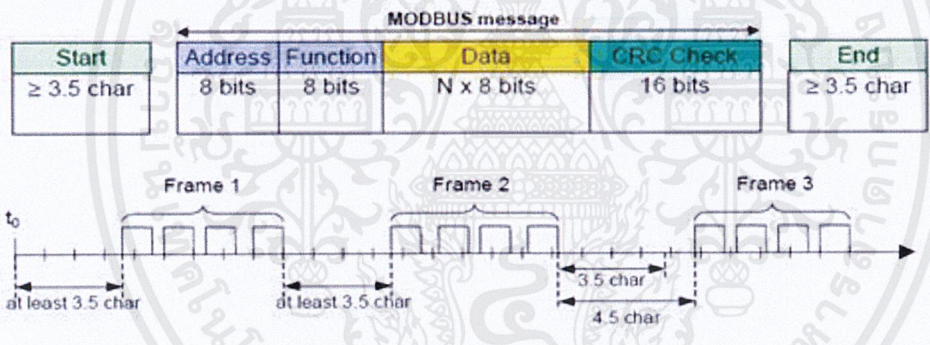 MODBUS message
Start Address Function Data CRC Check End
≥ 3.5 char 8 bits 8 bits N x 8 bits 16 bits ≥ 3.5 char
Frame 1 Frame 2 Frame 3
t0
at least 3.5 char at least 3.5 char 3.5 char
4.5 char